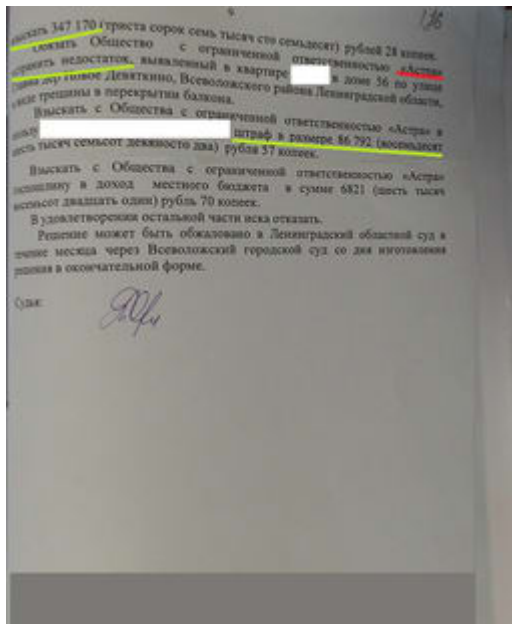 126
взыскать 347 170 (триста сорок семь тысяч сто семьдесят) рублей 28 копеек.
Обязать Общество с ограниченной ответственностью «Астра»
устранить недостаток, выявленный в квартире в доме 56 по улице
дер Новое Девяткино, Всеволожского района Ленинградской области,
в виде трещины в перекрытии балкона.
Взыскать с Общества с ограниченной ответственностью «Астра» в
пользу штраф в размере 86 792 (восемьдесят
шесть тысяч семьсот девяносто два) рубля 57 копеек.
Взыскать с Общества с ограниченной ответственностью «Астра»
госпошлину в доход местного бюджета в сумме 6821 (шесть тысяч
восемьсот двадцать один) рубль 70 копеек.
В удовлетворении остальной части иска отказать.
Решение может быть обжаловано в Ленинградский областной суд в
течение месяца через Всеволожский городской суд со дня изготовления
решения в окончательной форме.
Судья: